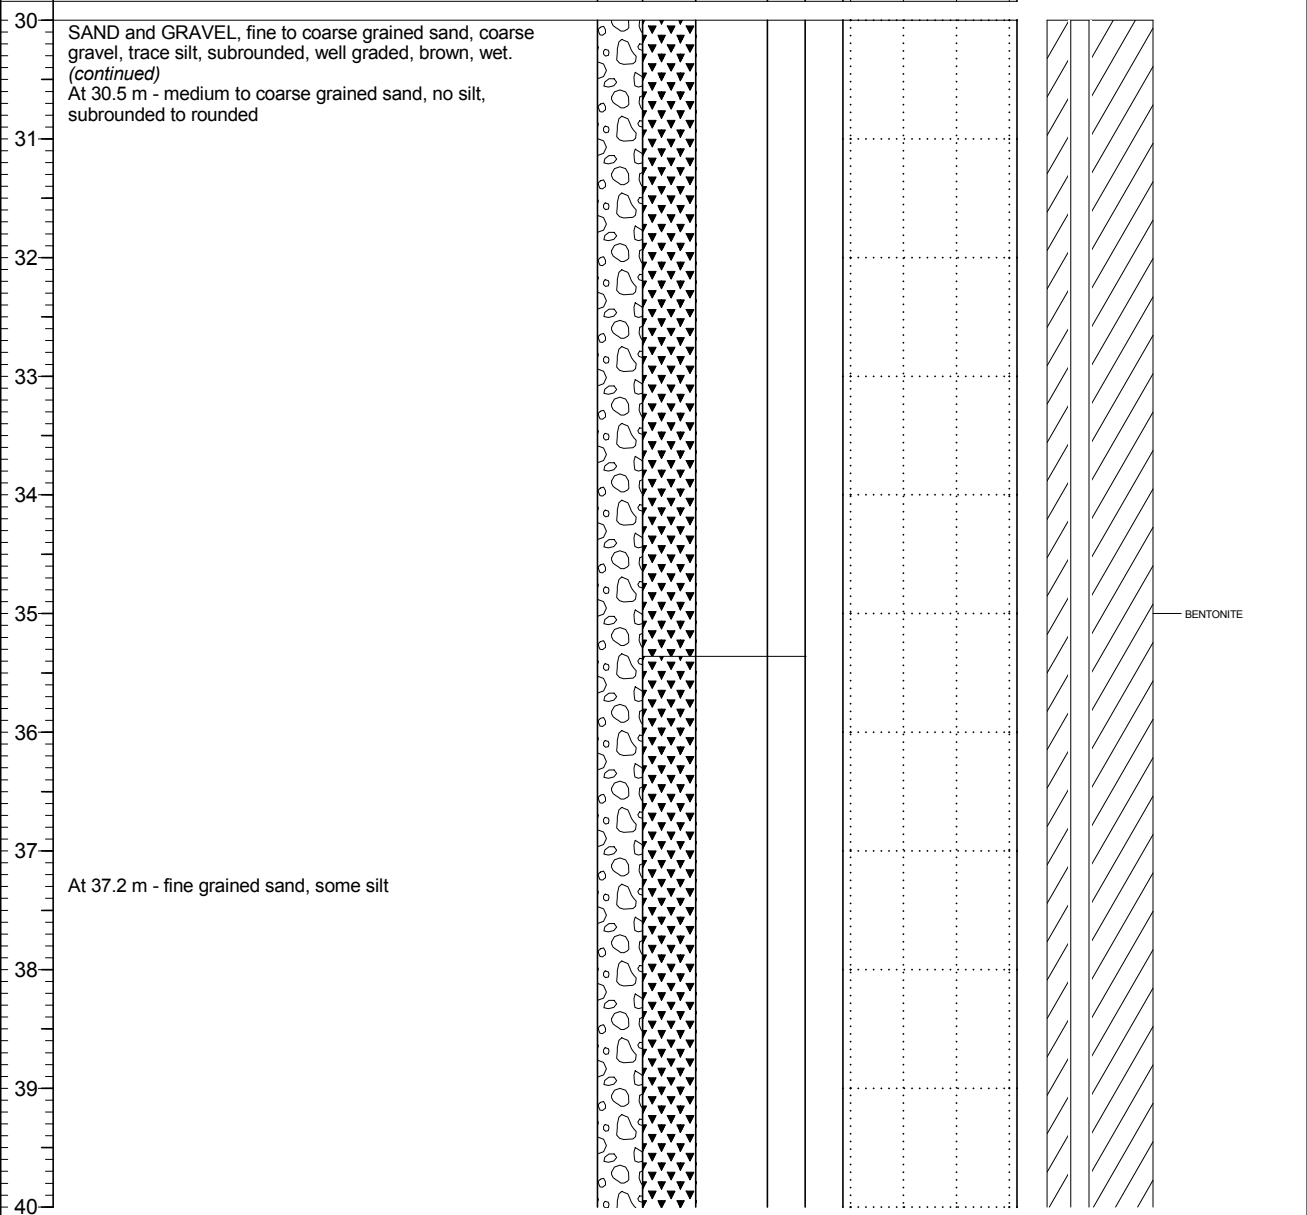 30
SAND and GRAVEL, fine to coarse grained sand, coarse
gravel, trace silt, subrounded, well graded, brown, wet.
(continued)
At 30.5 m - medium to coarse grained sand, no silt,
subrounded to rounded
31
32
33
34
35
BENTONITE
36
37
At 37.2 m - fine grained sand, some silt
38
39
40